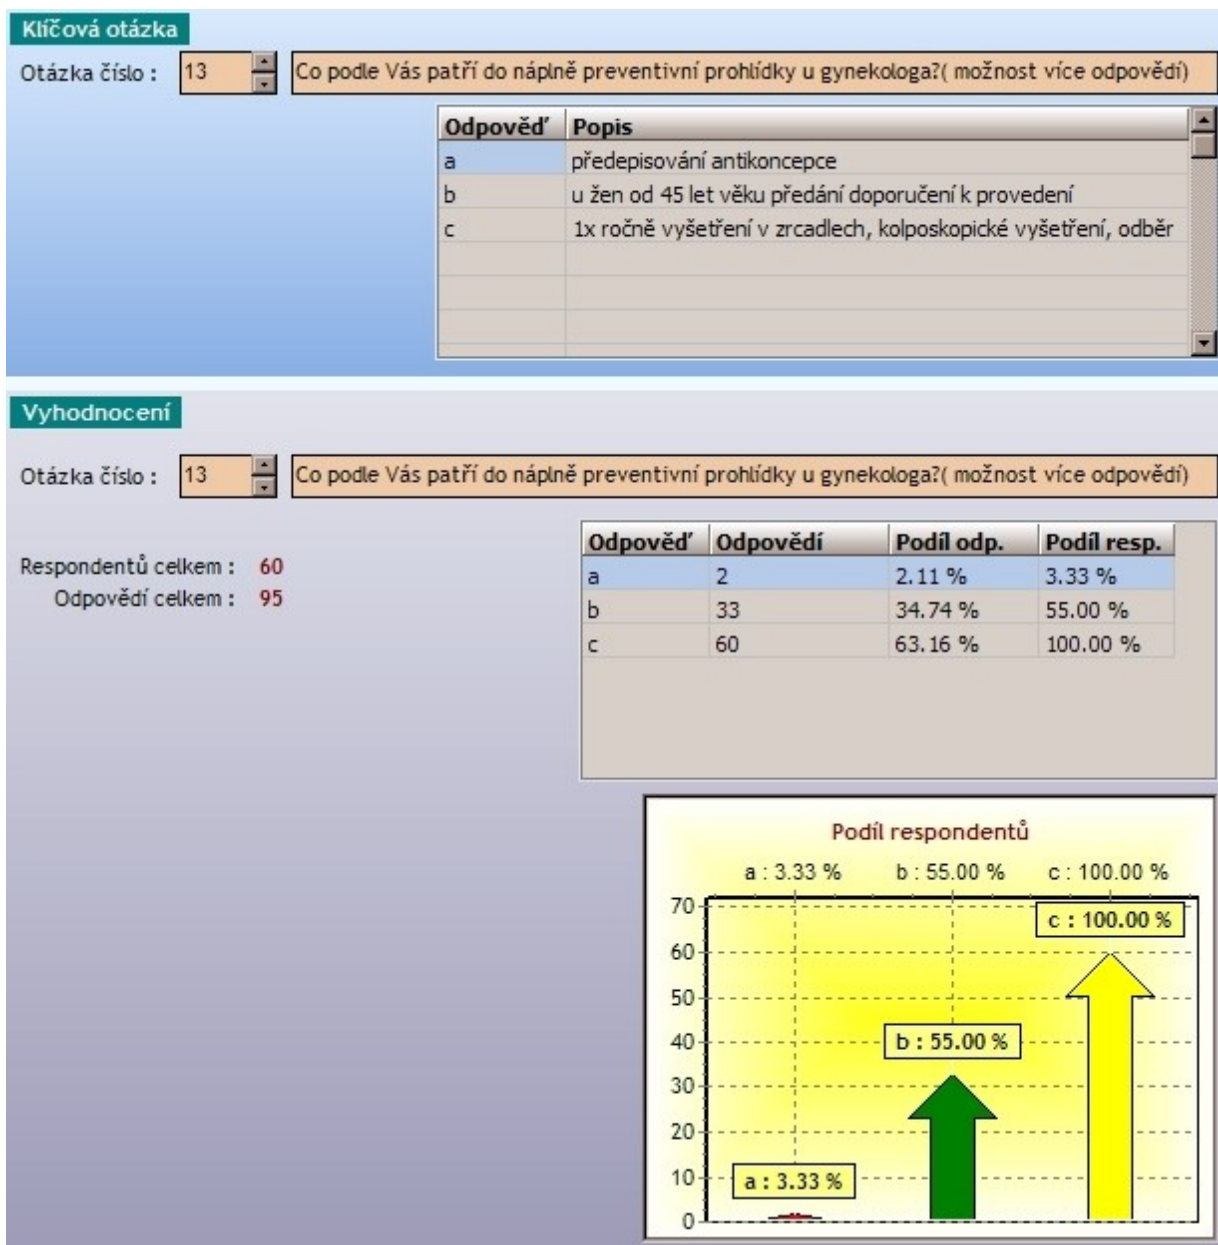 Klíčová otázka
Otázka číslo : 13 Co podle Vás patří do náplně preventivní prohlídky u gynekologa?( možnost více odpovědí)
Odpověď Popis
a předepisování antikoncepce
b u žen od 45 let věku předání doporučení k provedení
c 1x ročně vyšetření v zrcadlech, kolposkopické vyšetření, odběr
Vyhodnocení
Otázka číslo : 13 Co podle Vás patří do náplně preventivní prohlídky u gynekologa?( možnost více odpovědí)
Respondentů celkem : 60
Odpovědí celkem : 95
Odpověď Odpovědí Podíl odp. Podíl resp.
a 2 2.11 % 3.33 %
b 33 34.74 % 55.00 %
c 60 63.16 % 100.00 %
Podíl respondentů
a : 3.33 % b : 55.00 % c : 100.00 %
70
c : 100.00 %
60
50
40
b : 55.00 %
30
20
10
a : 3.33 %
0